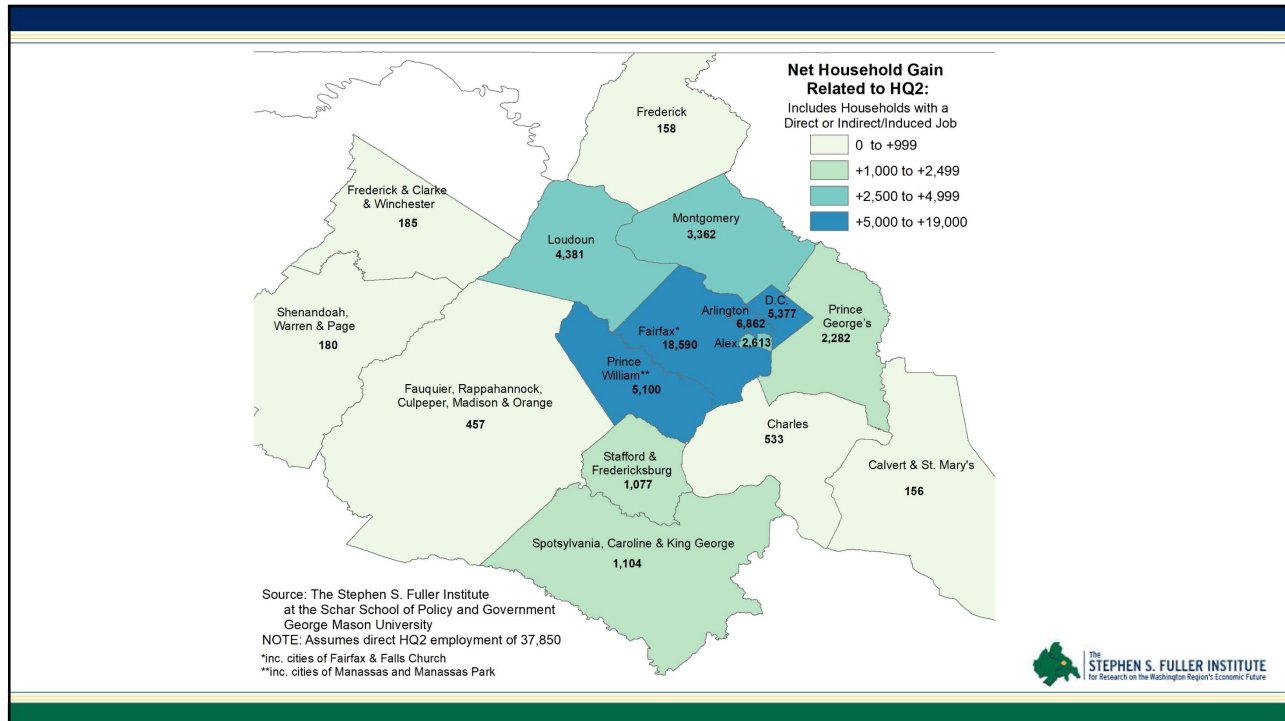 Net Household Gain
Related to HQ2:
Includes Households with a
Direct or Indirect/Induced Job
0 to +999
+1,000 to +2,499
+2,500 to +4,999
+5,000 to +19,000
Frederick
158
Frederick & Clarke
& Winchester
185
Loudoun
4,381
Montgomery
3,362
Shenandoah,
Warren & Page
180
D.C.
5,377
Arlington
6,862
Fairfax*
18,590
Alex.
2,613
Prince
George's
2,282
Prince
William**
5,100
Fauquier, Rappahannock,
Culpeper, Madison & Orange
457
Charles
533
Stafford &
Fredericksburg
1,077
Calvert & St. Mary's
156
Spotsylvania, Caroline & King George
1,104
Source: The Stephen S. Fuller Institute
at the Schar School of Policy and Government
George Mason University
NOTE: Assumes direct HQ2 employment of 37,850
*inc. cities of Fairfax & Falls Church
**inc. cities of Manassas and Manassas Park
The
STEPHEN S. FULLER INSTITUTE
for Research on the Washington Region's Economic Future